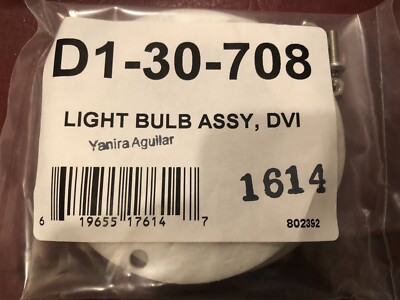 D1-30-708
LIGHT BULB ASSY, DVI
Yanira Aguilar
1614
6 19655 17614 7
802392